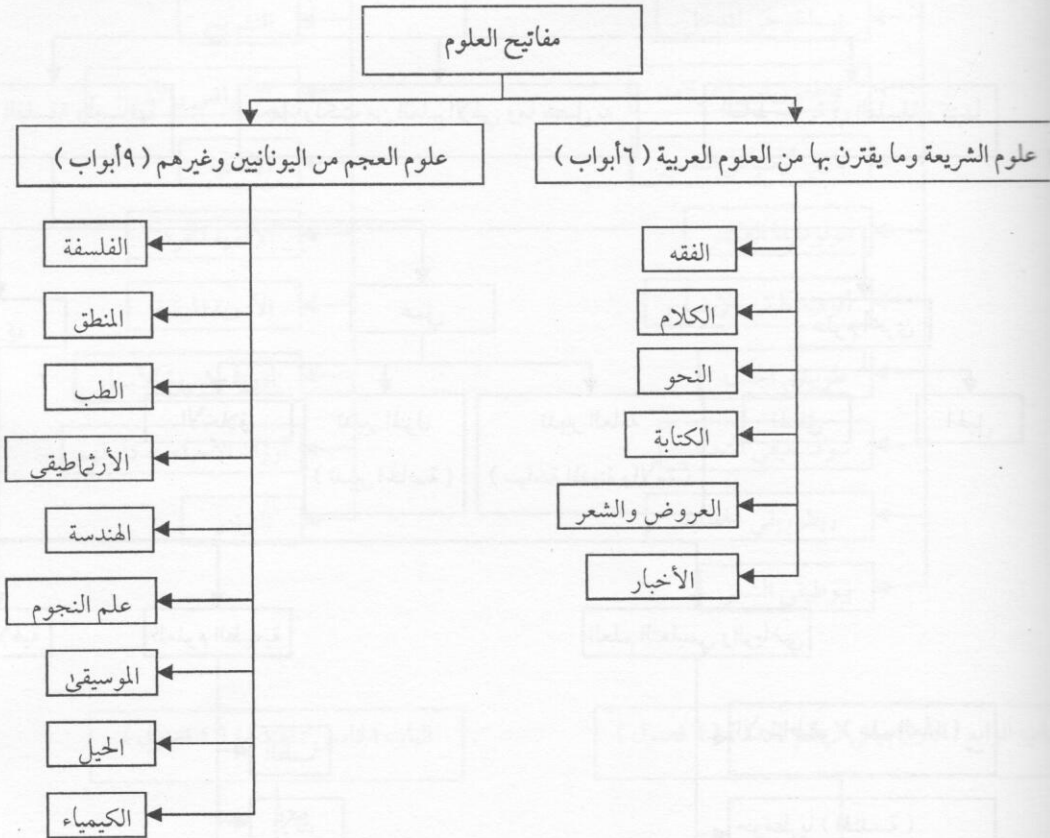 مفاتيح العلوم
علوم الشريعة وما يقترن بها من العلوم العربية ( ٦أبواب )
الفقه
الكلام
النحو
الكتابة
العروض والشعر
الأخبار
علوم العجم من اليونانيين وغيرهم ( ٩أبواب )
الفلسفة
المنطق
الطب
الأرثماطيقى
الهندسة
علم النجوم
الموسيقىٰ
الحيل
الكيمياء